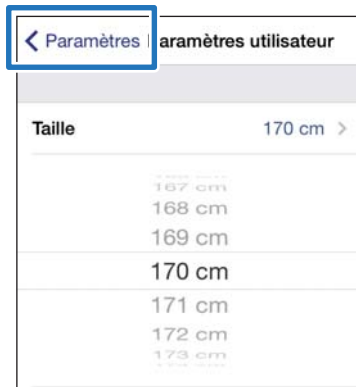 Paramètres aramètres utilisateur
Taille 170 cm
167 cm
168 cm
169 cm
170 cm
171 cm
172 cm
173 cm